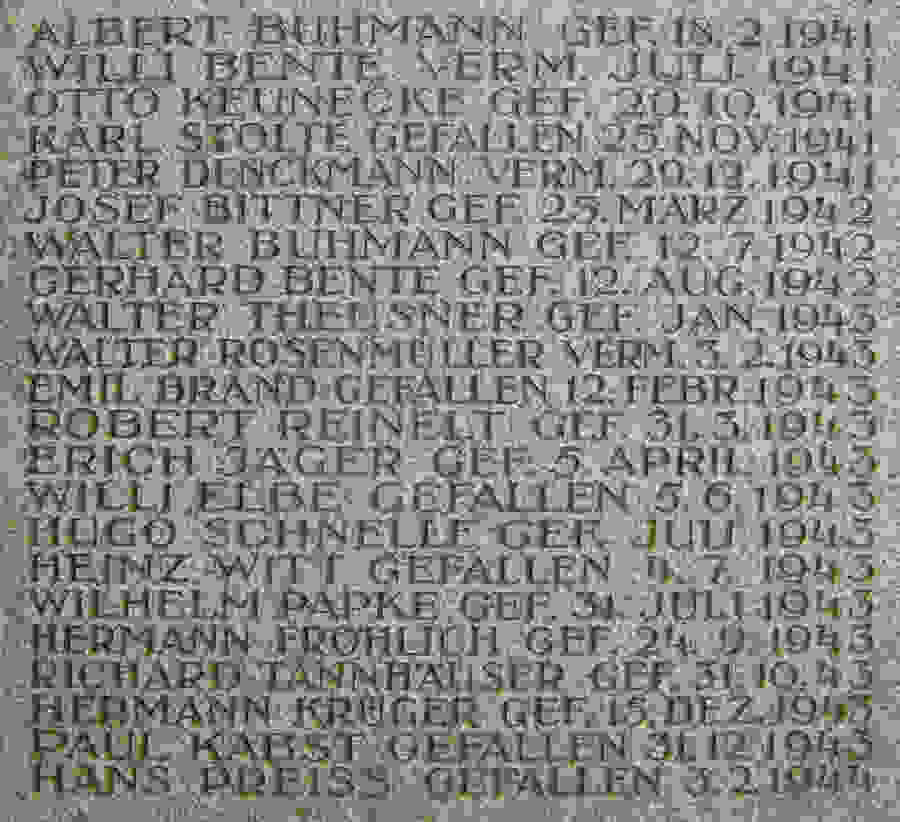 ALBERT BUHMANN GEF. 18. 2. 1941
WILLI BENTE VERM. JULI 1941
OTTO KEUNECKE GEF. 20. 10. 1941
KARL STOLTE GEFALLEN 25. NOV. 1941
PETER DUNCKMANN VERM. 20. 12. 1941
JOSEF BITTNER GEF. 25. MÄRZ 1942
WALTER BUHMANN GEF. 12. 7. 1942
GERHARD BENTE GEF. 12. AUG. 1942
WALTER THEUSNER GEF. JAN. 1943
WALTER ROSENMÜLLER VERM. 3. 2. 1943
EMIL BRAND GEFALLEN 12. FEBR. 1943
ROBERT REINELT GEF. 31. 3. 1943
ERICH JÄGER GEF. 5. APRIL 1943
WILLI ELBE GEFALLEN 5. 6. 1943
HUGO SCHNELLE GEF. JULI 1943
HEINZ WITT GEFALLEN 7. 1943
WILHELM PAPKE GEF. 31. JULI 1943
HERMANN FRÖHLICH GEF. 24. 9. 1943
RICHARD TANNHÄUSER GEF. 31. 10. 43
HERMANN KRÜGER GEF. 15. DEZ. 1943
PAUL KABST GEFALLEN 31. 12. 1943
HANS PREISS GEFALLEN 3. 2. 1944